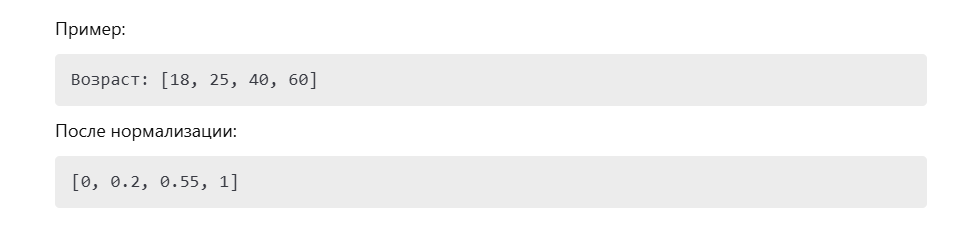 Пример:
Возраст: [18, 25, 40, 60]
После нормализации:
[0, 0.2, 0.55, 1]